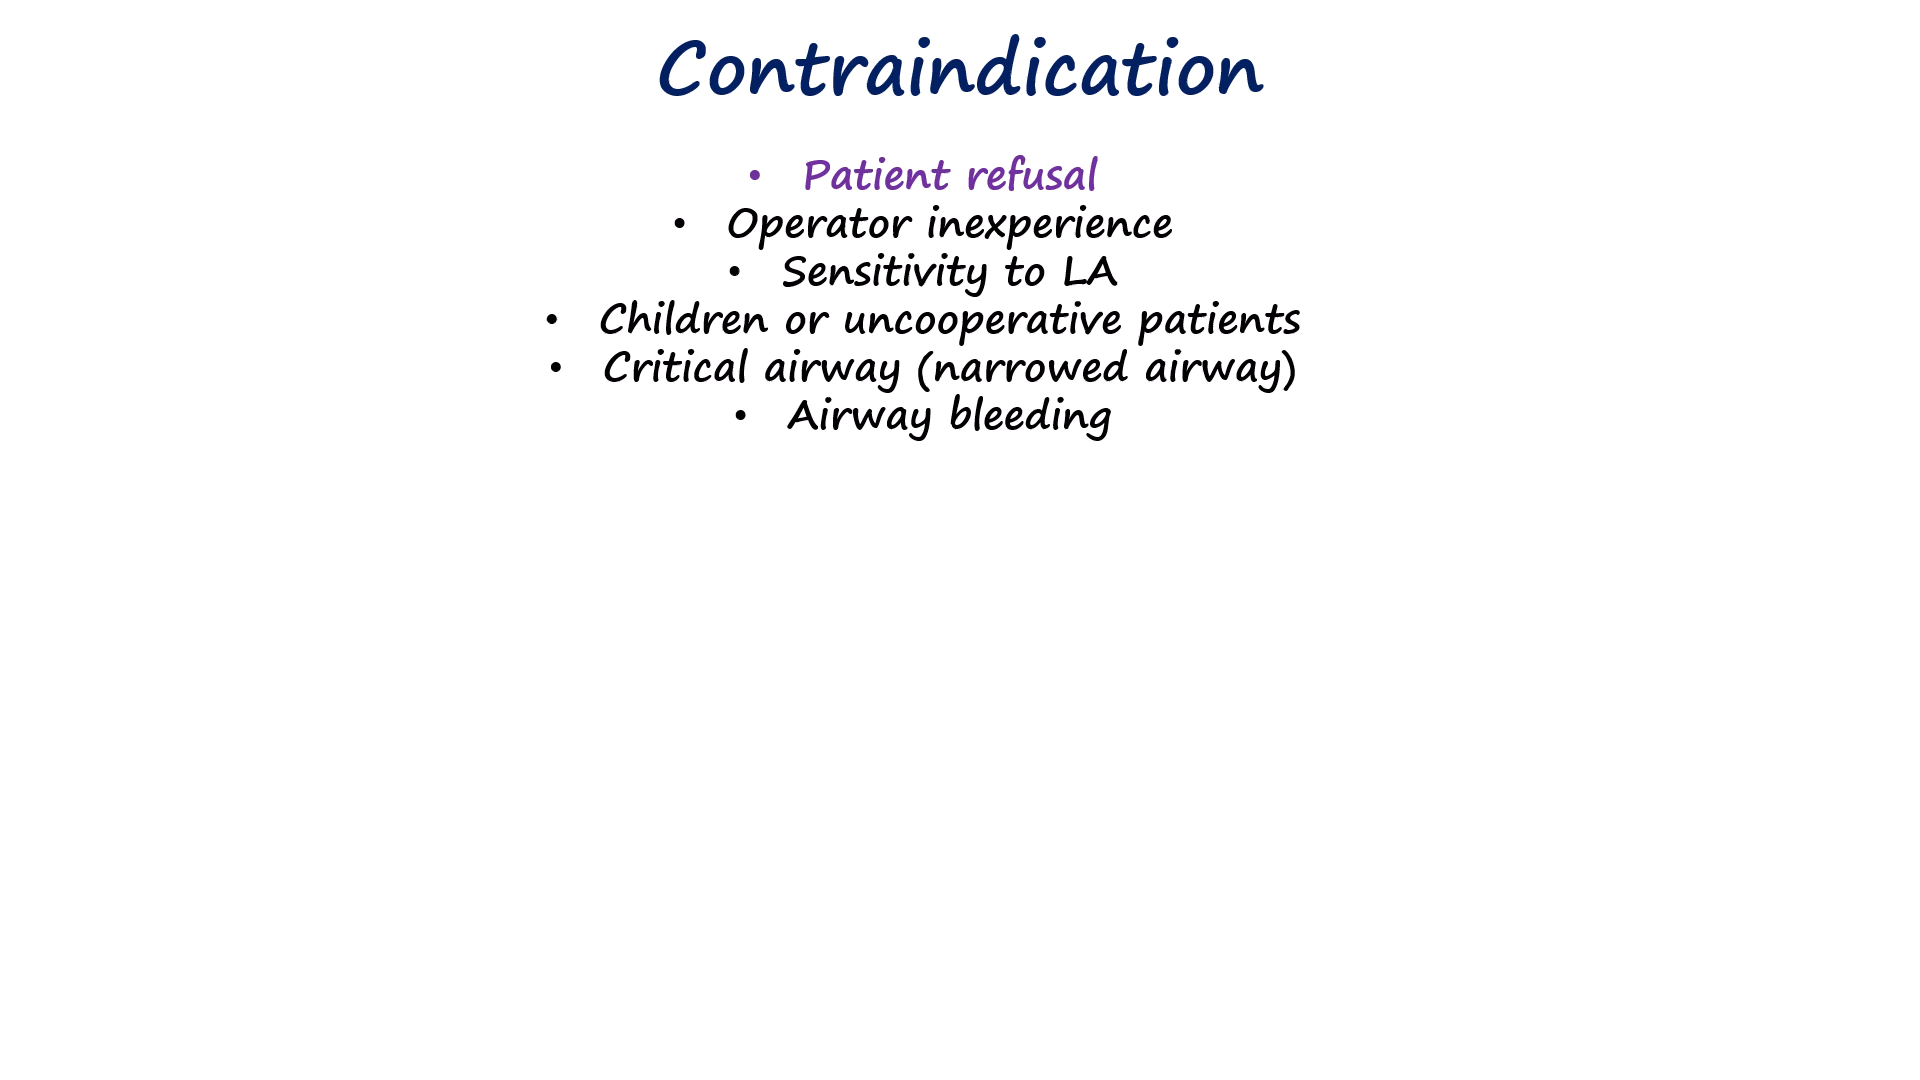 Contraindication
• Patient refusal
• Operator inexperience
• Sensitivity to LA
• Children or uncooperative patients
• Critical airway (narrowed airway)
• Airway bleeding